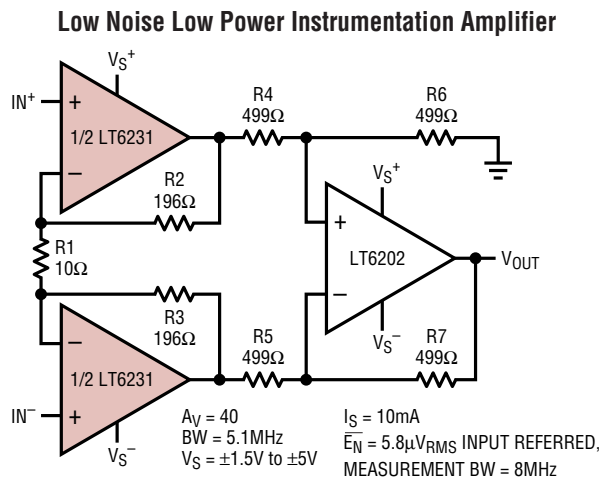 Low Noise Low Power Instrumentation Amplifier
VS+
IN+
+
1/2 LT6231
–
R4
499Ω
R6
499Ω
R2
196Ω
VS+
R1
10Ω
+
LT6202
–
VOUT
R3
196Ω
VS–
–
1/2 LT6231
R5
499Ω
R7
499Ω
IN–
+
VS–
AV = 40
BW = 5.1MHz
VS = ±1.5V to ±5V
IS = 10mA
EN = 5.8µVRMS INPUT REFERRED,
MEASUREMENT BW = 8MHz